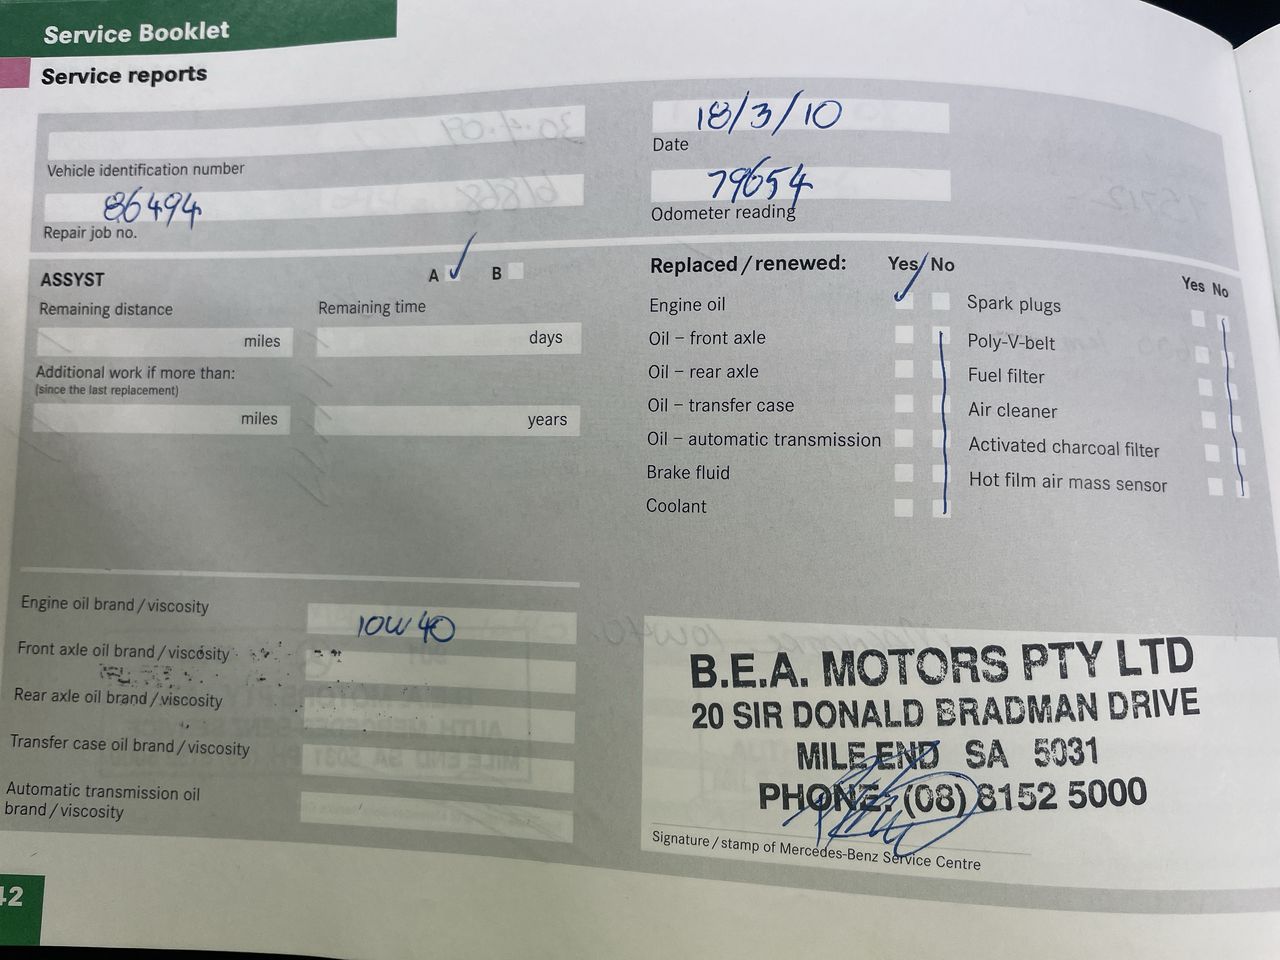 Service Booklet
Service reports
18/3/10
Vehicle identification number
Date
86494
79654
Repair job no.
Odometer reading
ASSYST
A ✓ B
Replaced/renewed:
Yes No
Yes No
Remaining distance
Remaining time
Engine oil ✓
Spark plugs
miles
days
Oil – front axle
Poly-V-belt
Additional work if more than:
(since the last replacement)
Oil – rear axle
Fuel filter
miles
years
Oil – transfer case
Air cleaner
Oil – automatic transmission
Activated charcoal filter
Brake fluid
Hot film air mass sensor
Coolant
Engine oil brand/viscosity
10W40
Front axle oil brand/viscosity
Rear axle oil brand/viscosity
Transfer case oil brand/viscosity
Automatic transmission oil
brand/viscosity
B.E.A. MOTORS PTY LTD
20 SIR DONALD BRADMAN DRIVE
MILE END SA 5031
PHONE: (08) 8152 5000
Signature/stamp of Mercedes-Benz Service Centre
42